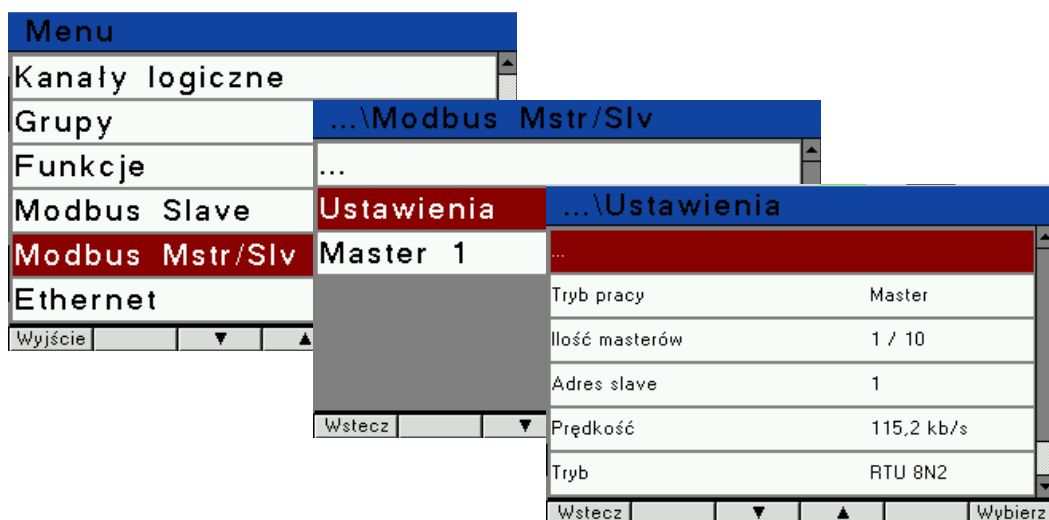 Menu
Kanały logiczne
Grupy
Funkcje
Modbus Slave
Modbus Mstr/Slv
Ethernet
Wyjście ▼ ▲
...\Modbus Mstr/Slv
...
Ustawienia
Master 1
Wstecz ▼
...\Ustawienia
...
Tryb pracy Master
Ilość masterów 1 / 10
Adres slave 1
Prędkość 115,2 kb/s
Tryb RTU 8N2
Wstecz ▼ ▲ Wybierz